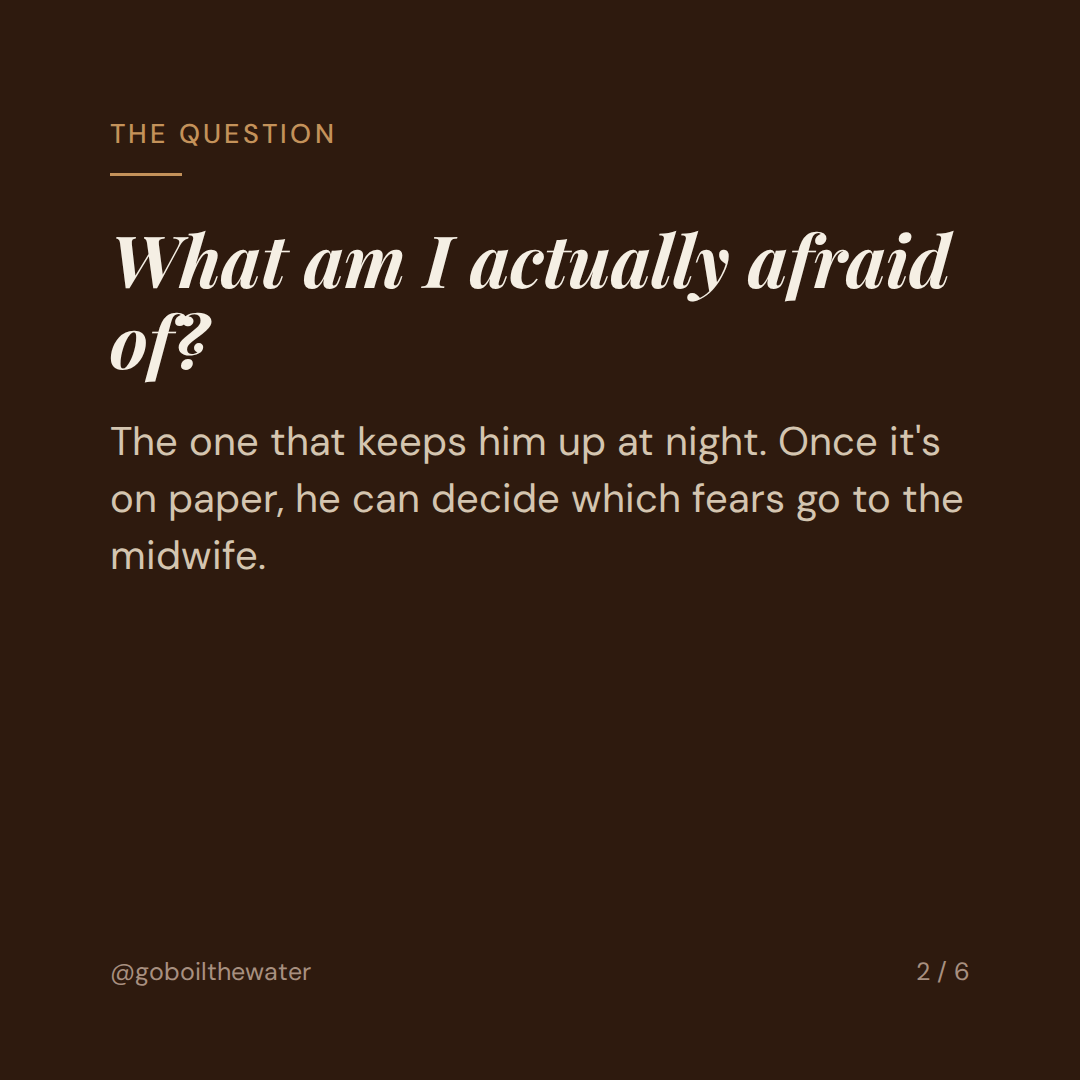 THE QUESTION
What am I actually afraid
of?
The one that keeps him up at night. Once it's
on paper, he can decide which fears go to the
midwife.
@goboilthewater
2 / 6